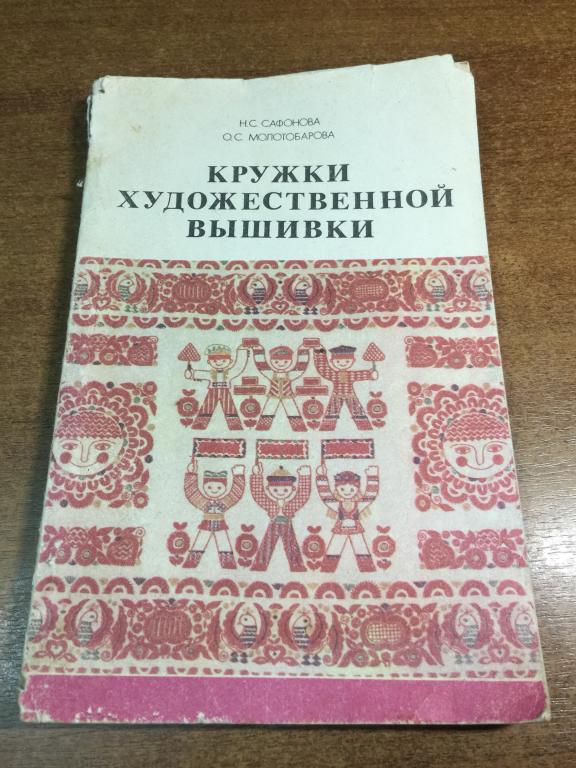 Н.С. САФОНОВА
О.С. МОЛОТОБАРОВА
КРУЖКИ
ХУДОЖЕСТВЕННОЙ
ВЫШИВКИ